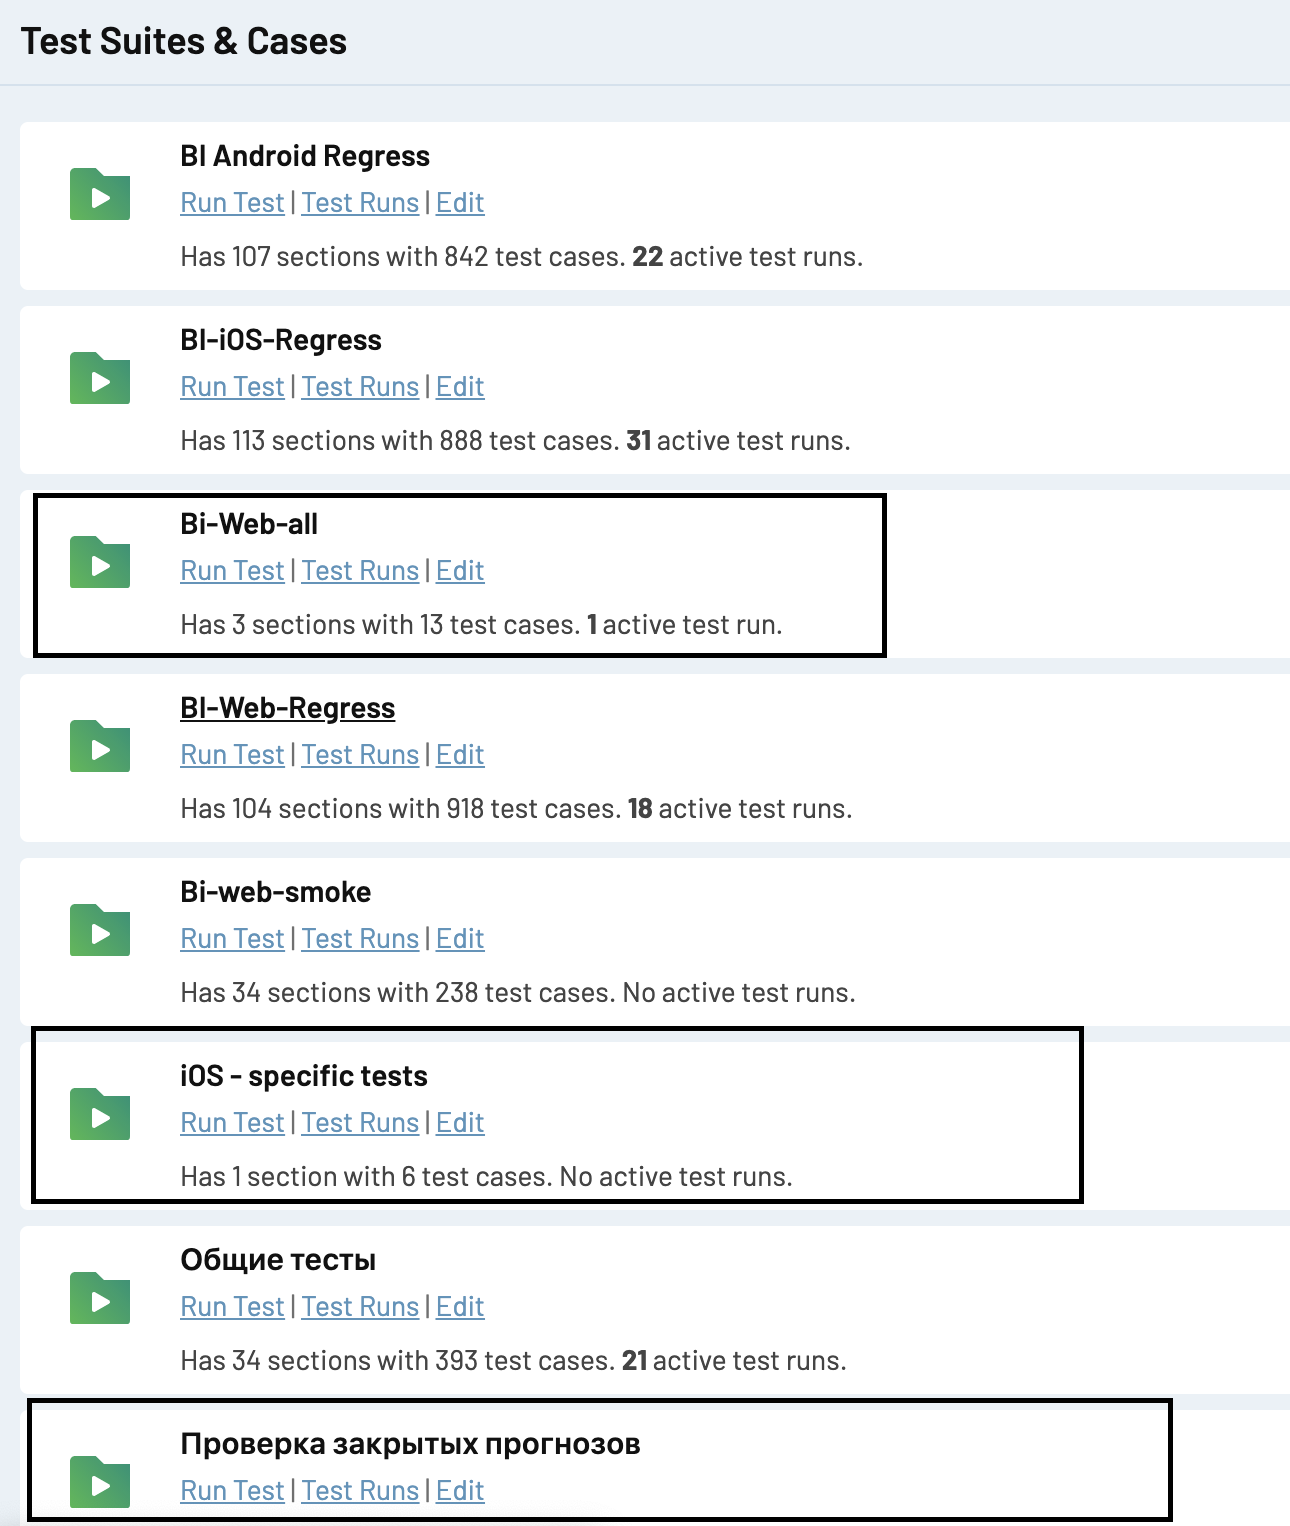 Test Suites & Cases
BI Android Regress
Run Test | Test Runs | Edit
Has 107 sections with 842 test cases. 22 active test runs.
BI-iOS-Regress
Run Test | Test Runs | Edit
Has 113 sections with 888 test cases. 31 active test runs.
Bi-Web-all
Run Test | Test Runs | Edit
Has 3 sections with 13 test cases. 1 active test run.
BI-Web-Regress
Run Test | Test Runs | Edit
Has 104 sections with 918 test cases. 18 active test runs.
Bi-web-smoke
Run Test | Test Runs | Edit
Has 34 sections with 238 test cases. No active test runs.
iOS - specific tests
Run Test | Test Runs | Edit
Has 1 section with 6 test cases. No active test runs.
Общие тесты
Run Test | Test Runs | Edit
Has 34 sections with 393 test cases. 21 active test runs.
Проверка закрытых прогнозов
Run Test | Test Runs | Edit